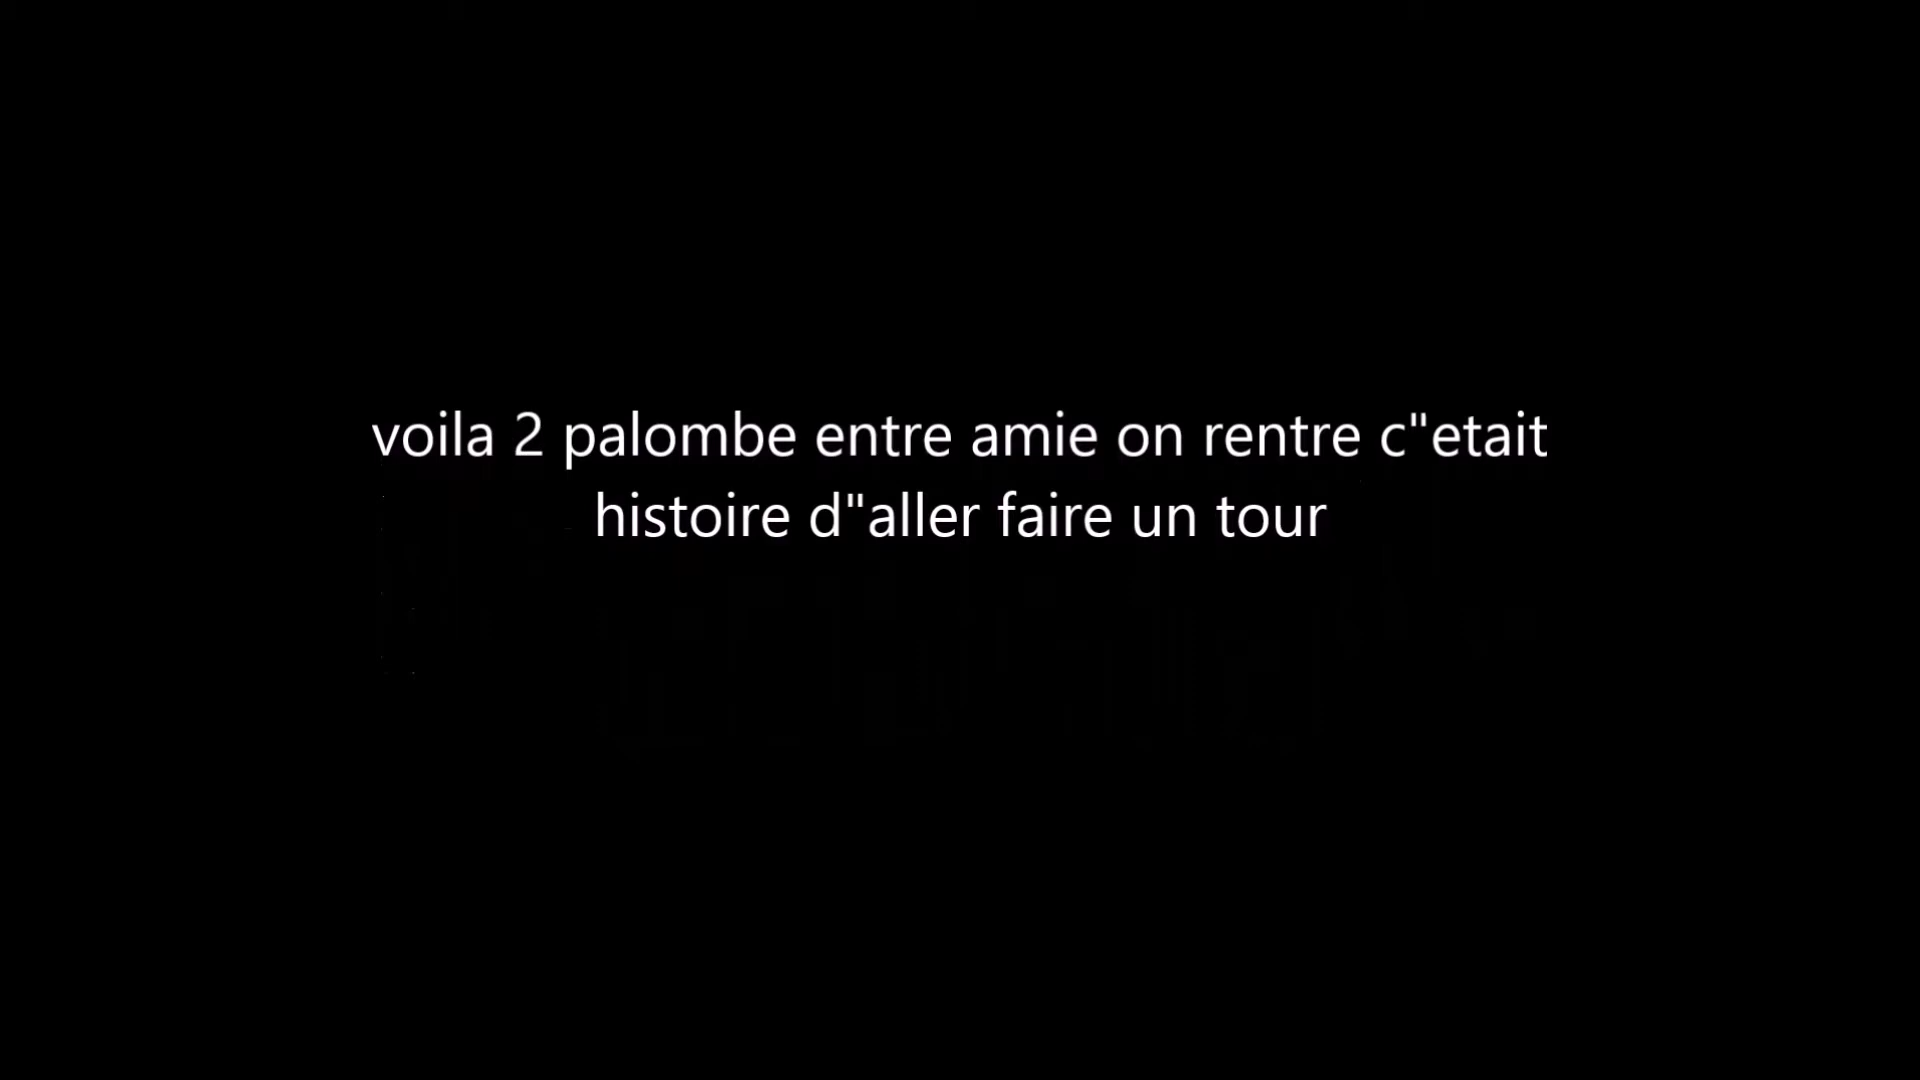 voila 2 palombe entre amie on rentre c"etait
histoire d"aller faire un tour